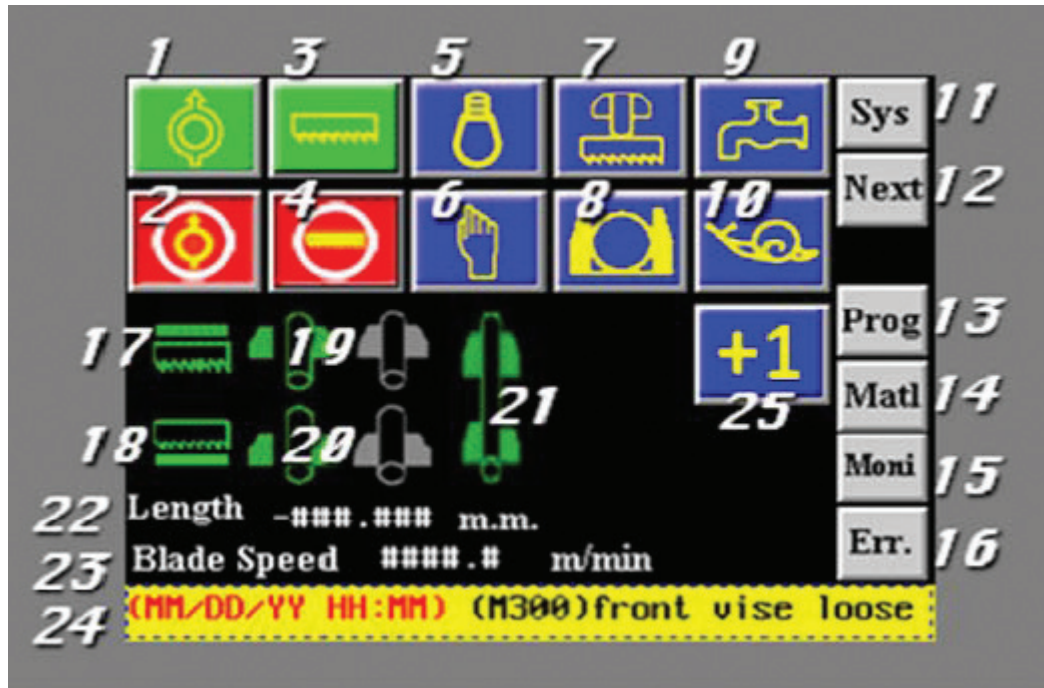 1 3 5 7 9
Sys 11
Next 12
2 4 6 8 10
Prog 13
17 19
+1
Matl 14
21 25
18 20
Moni 15
22 Length -###.### m.m.
Err. 16
23 Blade Speed ####.# m/min
24 (MM/DD/YY HH:MM) (M300)front vise loose